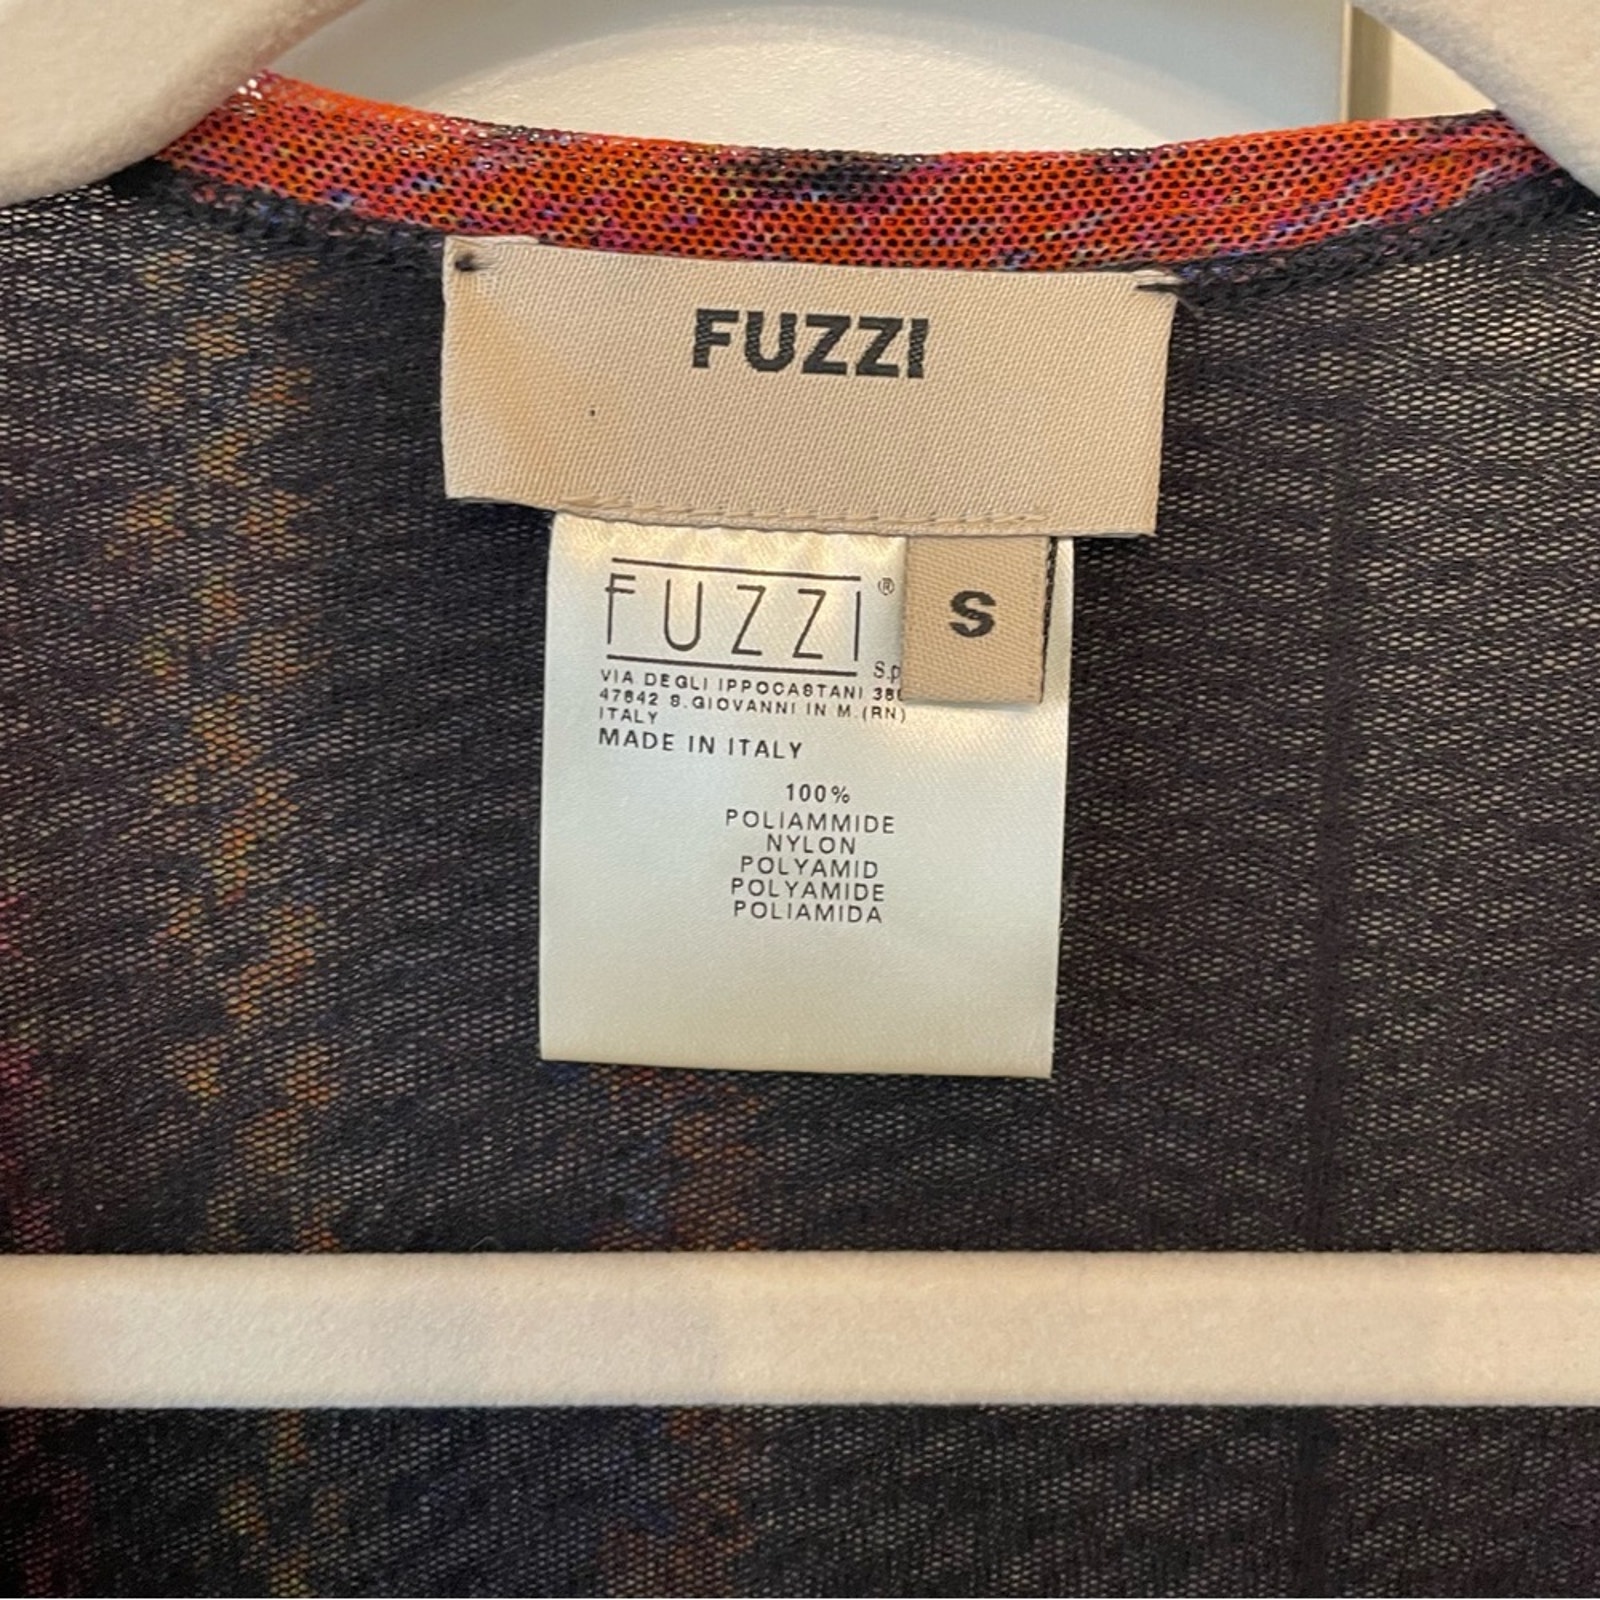 FUZZI
FUZZI®
S
S.p
VIA DEGLI IPPOCASTANI 38
47842 S.GIOVANNI IN M.(RN)
ITALY
MADE IN ITALY
100%
POLIAMMIDE
NYLON
POLYAMID
POLYAMIDE
POLIAMIDA